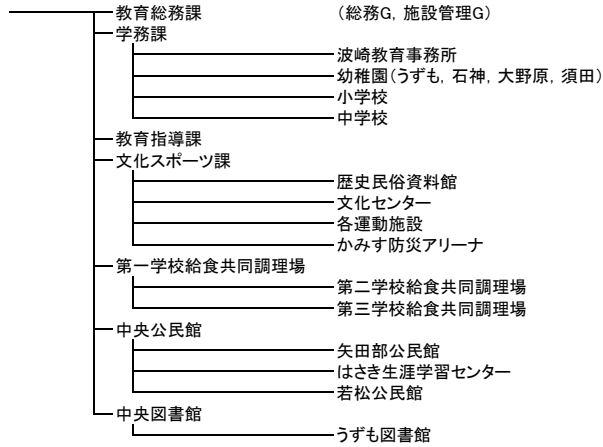 教育総務課 (総務G, 施設管理G)
学務課
波崎教育事務所
幼稚園(うずも, 石神, 大野原, 須田)
小学校
中学校
教育指導課
文化スポーツ課
歴史民俗資料館
文化センター
各運動施設
かみす防災アリーナ
第一学校給食共同調理場
第二学校給食共同調理場
第三学校給食共同調理場
中央公民館
矢田部公民館
はさき生涯学習センター
若松公民館
中央図書館
うずも図書館